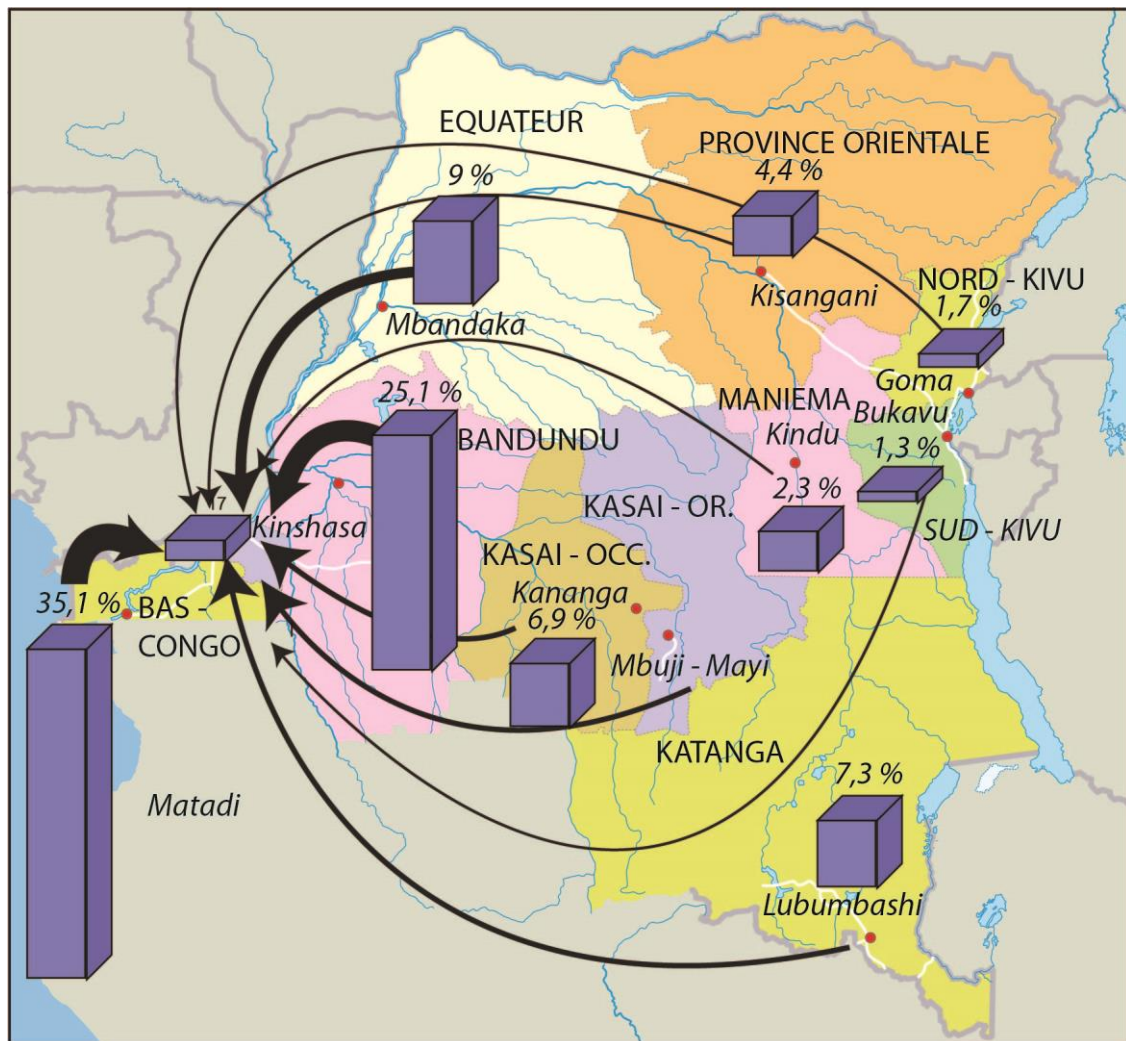 EQUATEUR
9 %
PROVINCE ORIENTALE
4,4 %
Kisangani
NORD - KIVU
1,7 %
Mbandaka
Goma
25,1 %
BANDUNDU
MANIEMA
Kindu
Bukavu
1,3 %
2,3 %
KASAI - OR.
SUD - KIVU
Kinshasa
KASAI - OCC.
Kananga
6,9 %
35,1 %
BAS -
CONGO
Mbuji - Mayi
KATANGA
Matadi
7,3 %
Lubumbashi